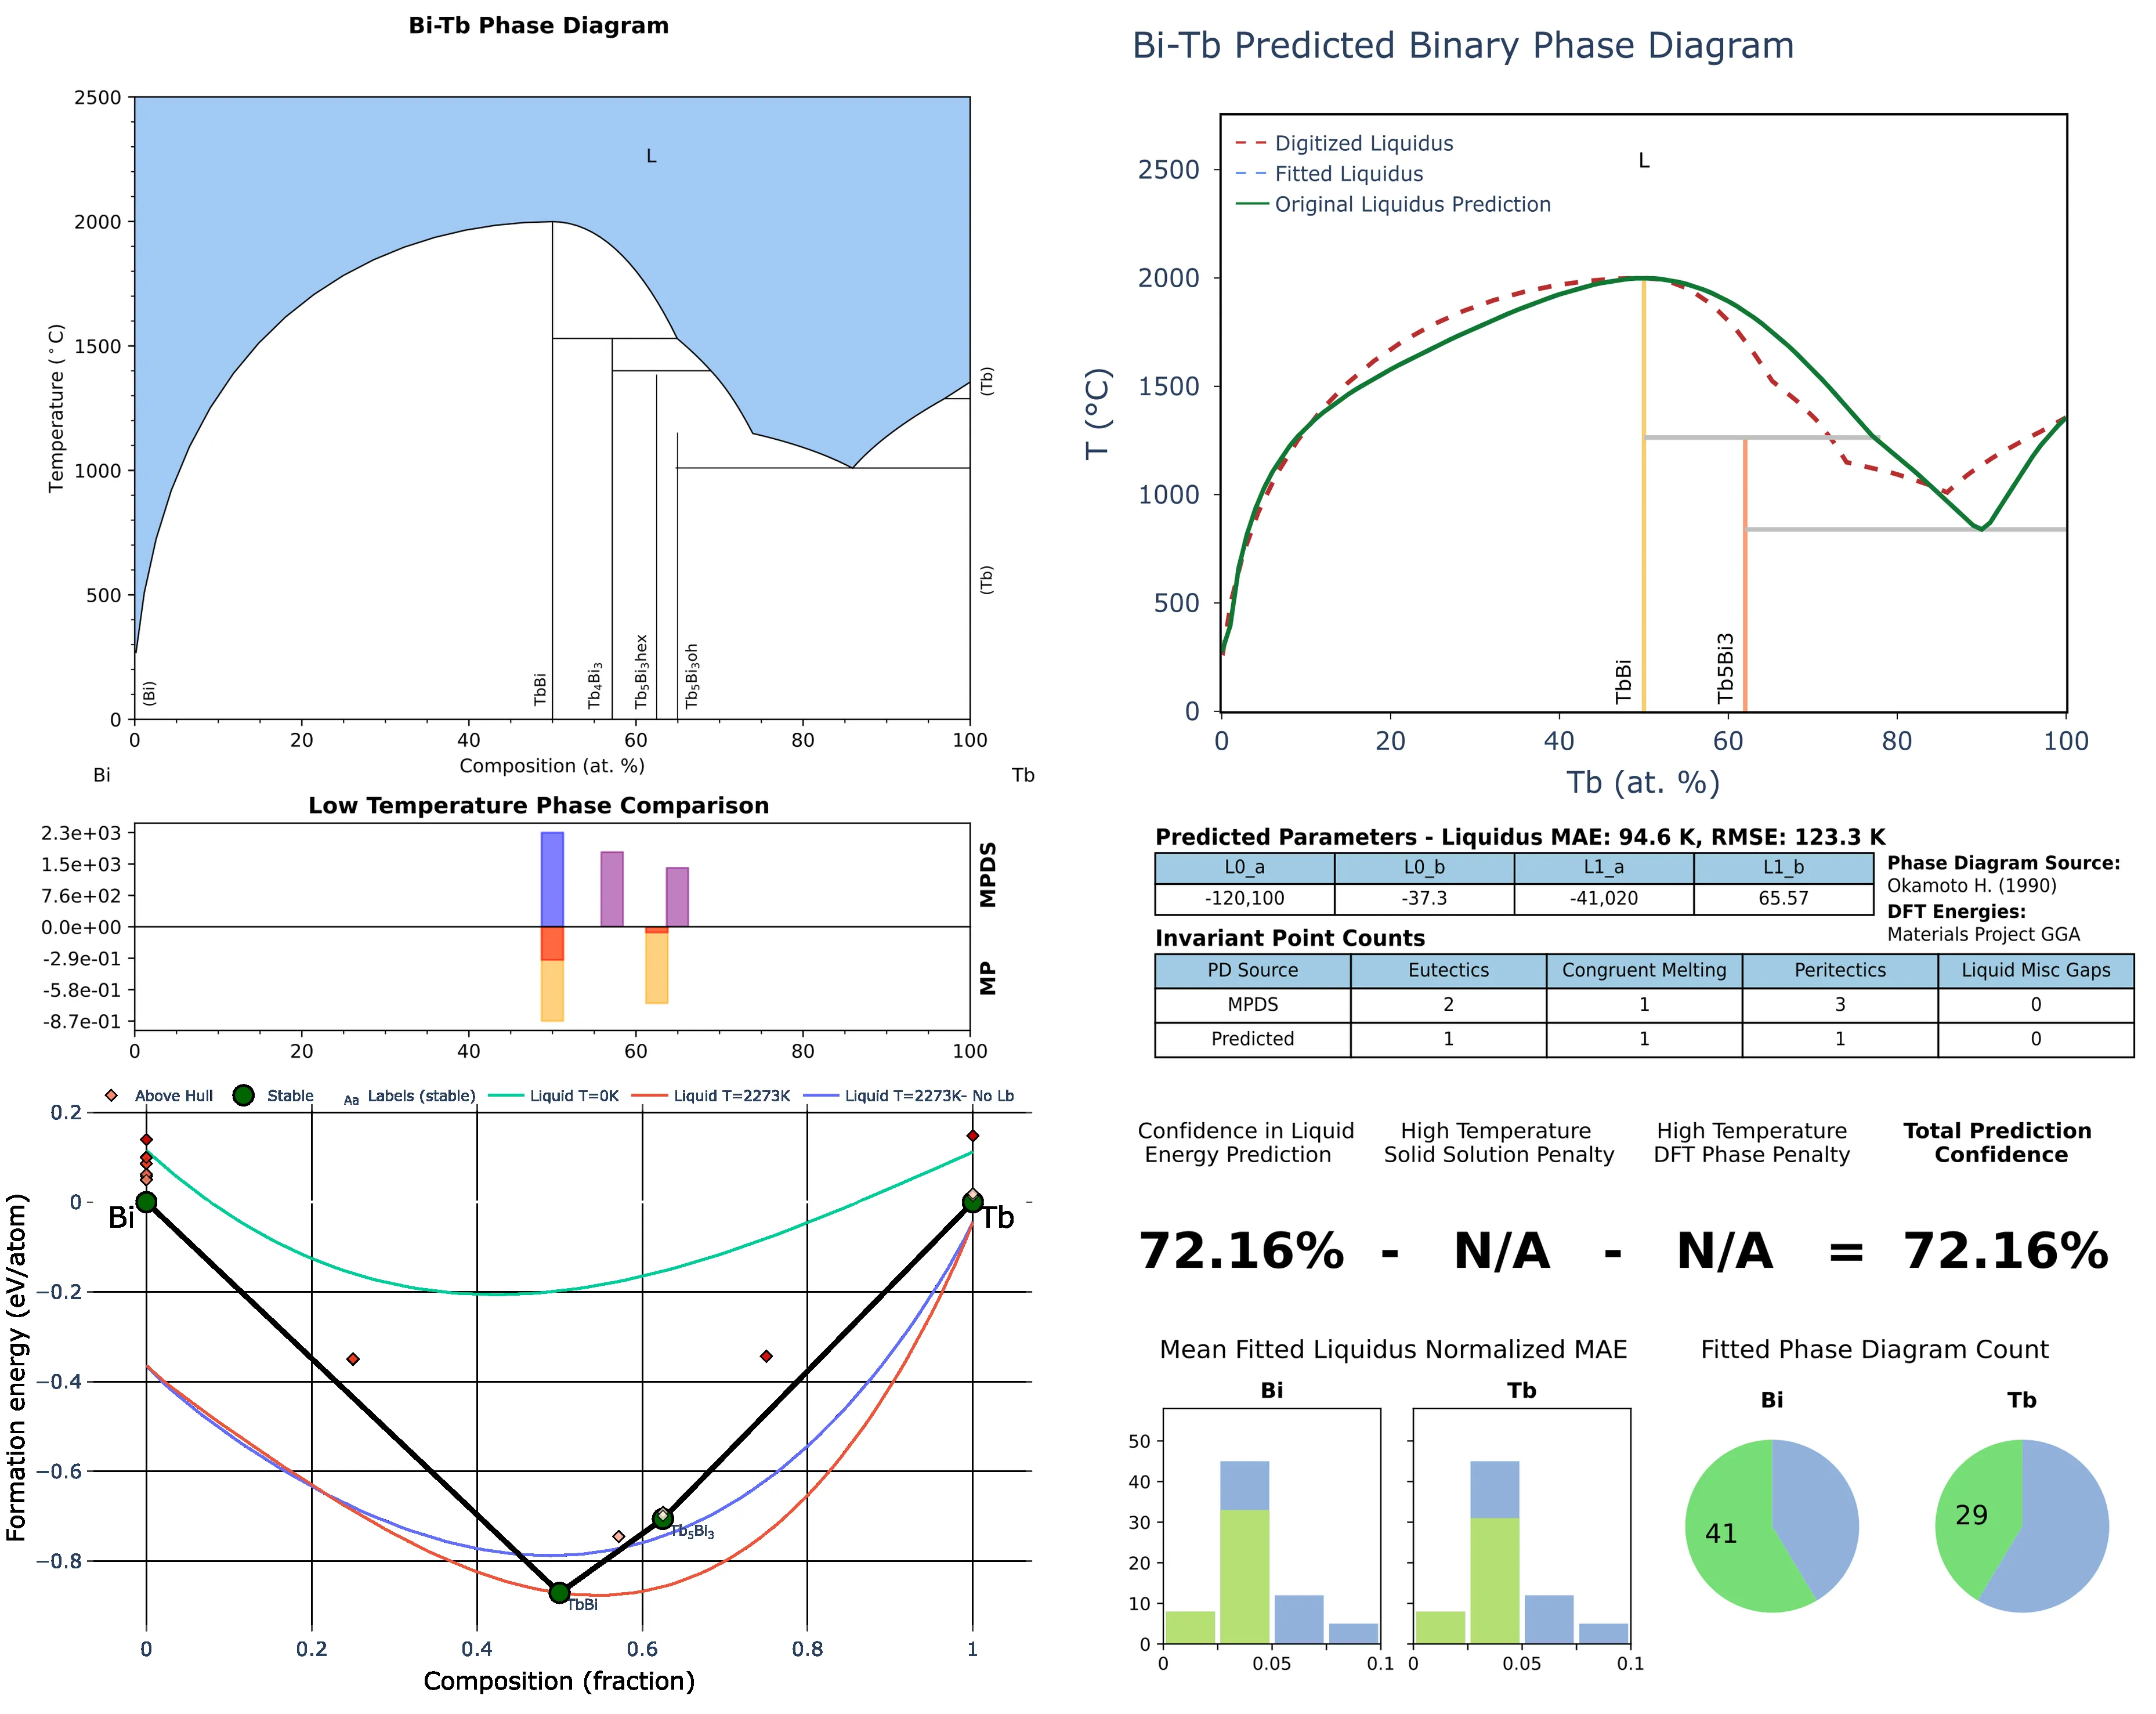 Bi-Tb Phase Diagram
2500
2000
1500
1000
500
0
Temperature (°C)
L
(Bi)
TbBi
Tb₄Bi₃
Tb₅Bi₃hex
Tb₅Bi₃oh
(Tb)
(Tb)
0 20 40 60 80 100
Composition (at. %)
Bi Tb
Bi-Tb Predicted Binary Phase Diagram
Digitized Liquidus
Fitted Liquidus
Original Liquidus Prediction
L
2500
2000
1500
1000
500
0
T (°C)
TbBi
Tb5Bi3
0 20 40 60 80 100
Tb (at. %)
Low Temperature Phase Comparison
2.3e+03
1.5e+03
7.6e+02
0.0e+00
-2.9e-01
-5.8e-01
-8.7e-01
MPDS
MP
0 20 40 60 80 100
Predicted Parameters - Liquidus MAE: 94.6 K, RMSE: 123.3 K
L0_a L0_b L1_a L1_b
-120,100 -37.3 -41,020 65.57
Phase Diagram Source:
Okamoto H. (1990)
DFT Energies:
Materials Project GGA
Invariant Point Counts
PD Source Eutectics Congruent Melting Peritectics Liquid Misc Gaps
MPDS 2 1 3 0
Predicted 1 1 1 0
Above Hull Stable Aa Labels (stable) Liquid T=0K Liquid T=2273K Liquid T=2273K- No Lb
0.2
0
−0.2
−0.4
−0.6
−0.8
Formation energy (eV/atom)
Bi
Tb
Tb₅Bi₃
TbBi
0 0.2 0.4 0.6 0.8 1
Composition (fraction)
Confidence in Liquid
Energy Prediction
High Temperature
Solid Solution Penalty
High Temperature
DFT Phase Penalty
Total Prediction
Confidence
72.16% - N/A - N/A = 72.16%
Mean Fitted Liquidus Normalized MAE
Bi Tb
50
40
30
20
10
0
0 0.05 0.1 0 0.05 0.1
Fitted Phase Diagram Count
Bi Tb
41 29